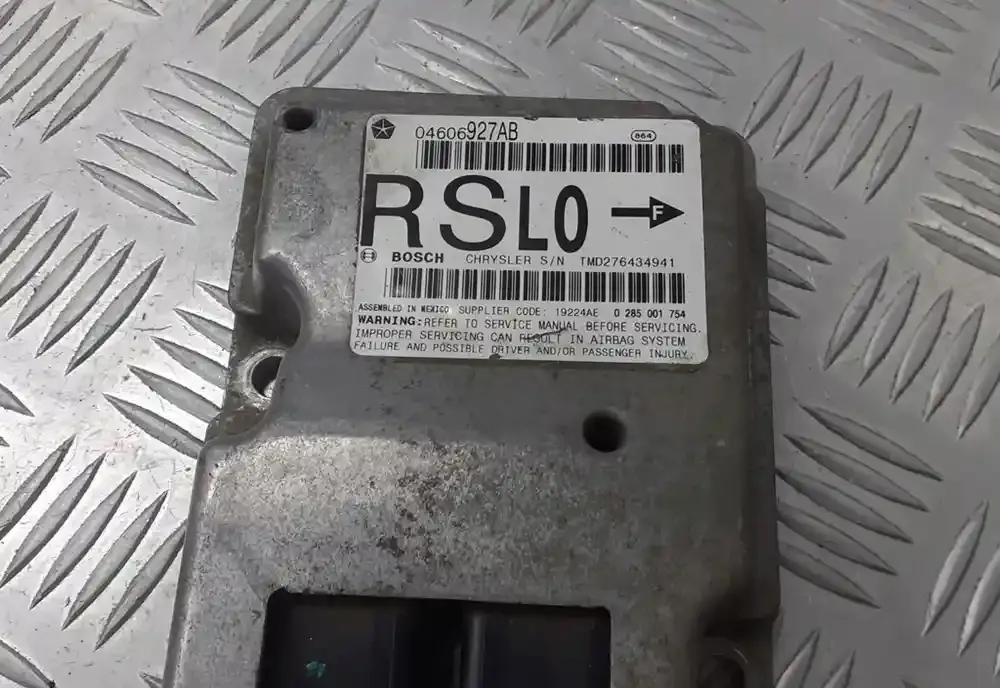 04606927AB 864
RSL0 F
BOSCH CHRYSLER S/N TMD276434941
ASSEMBLED IN MEXICO SUPPLIER CODE: 19224AE 0 285 001 754
WARNING: REFER TO SERVICE MANUAL BEFORE SERVICING.
IMPROPER SERVICING CAN RESULT IN AIRBAG SYSTEM
FAILURE AND POSSIBLE DRIVER AND/OR PASSENGER INJURY.